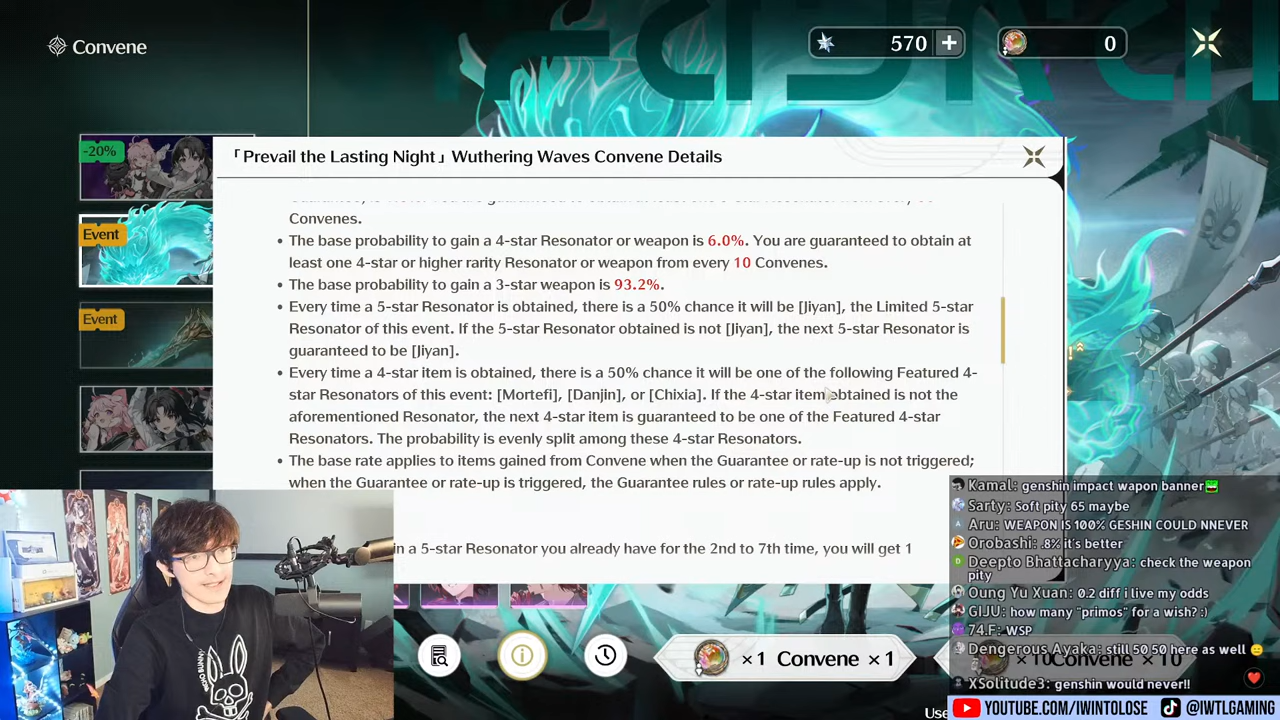 Convene
570
0
-20%
「Prevail the Lasting Night」 Wuthering Waves Convene Details
Event
Event
Convenes.
• The base probability to gain a 4-star Resonator or weapon is 6.0%. You are guaranteed to obtain at
least one 4-star or higher rarity Resonator or weapon from every 10 Convenes.
• The base probability to gain a 3-star weapon is 93.2%.
• Every time a 5-star Resonator is obtained, there is a 50% chance it will be [Jiyan], the Limited 5-star
Resonator of this event. If the 5-star Resonator obtained is not [Jiyan], the next 5-star Resonator is
guaranteed to be [Jiyan].
• Every time a 4-star item is obtained, there is a 50% chance it will be one of the following Featured 4-
star Resonators of this event: [Mortefi], [Danjin], or [Chixia]. If the 4-star item obtained is not the
aforementioned Resonator, the next 4-star item is guaranteed to be one of the Featured 4-star
Resonators. The probability is evenly split among these 4-star Resonators.
• The base rate applies to items gained from Convene when the Guarantee or rate-up is not triggered;
when the Guarantee or rate-up is triggered, the Guarantee rules or rate-up rules apply.
in a 5-star Resonator you already have for the 2nd to 7th time, you will get 1
×1 Convene ×1
×10 Convene ×10
Use
Kamal: genshin impact wapon banner
Sarty: Soft pity 65 maybe
Aru: WEAPON IS 100% GESHIN COULD NNEVER
Orobashi: .8% it's better
Deepto Bhattacharyya: check the weapon
pity
Oung Yu Xuan: 0.2 diff i live my odds
GIJU: how many "primos" for a wish? :)
74.F: WSP
Dengerous Ayaka: still 50 50 here as well
XSolitude3: genshin would never!!
YOUTUBE.COM/IWINTOLOSE
@IWTLGAMING